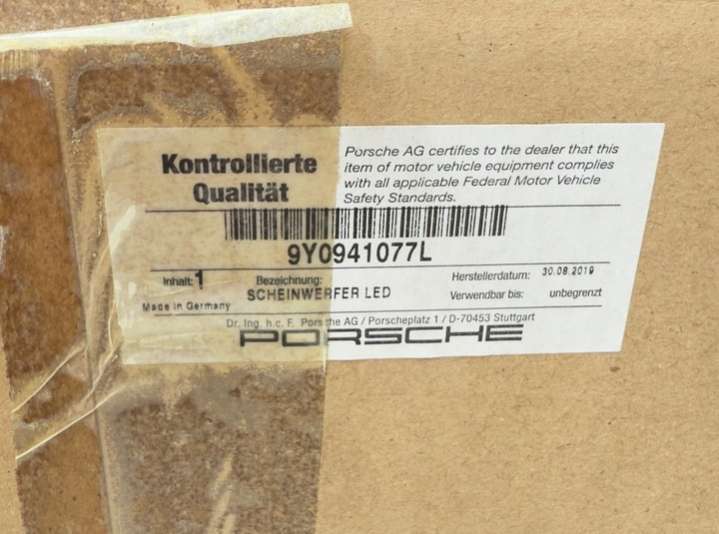 Kontrollierte
Qualität
Porsche AG certifies to the dealer that this
item of motor vehicle equipment complies
with all applicable Federal Motor Vehicle
Safety Standards.
9Y0941077L
Inhalt: 1
Bezeichnung:
SCHEINWERFER LED
Herstellerdatum: 30.08.2019
Verwendbar bis: unbegrenzt
Made in Germany
Dr. Ing. h.c. F. Porsche AG / Porscheplatz 1 / D-70453 Stuttgart
PORSCHE